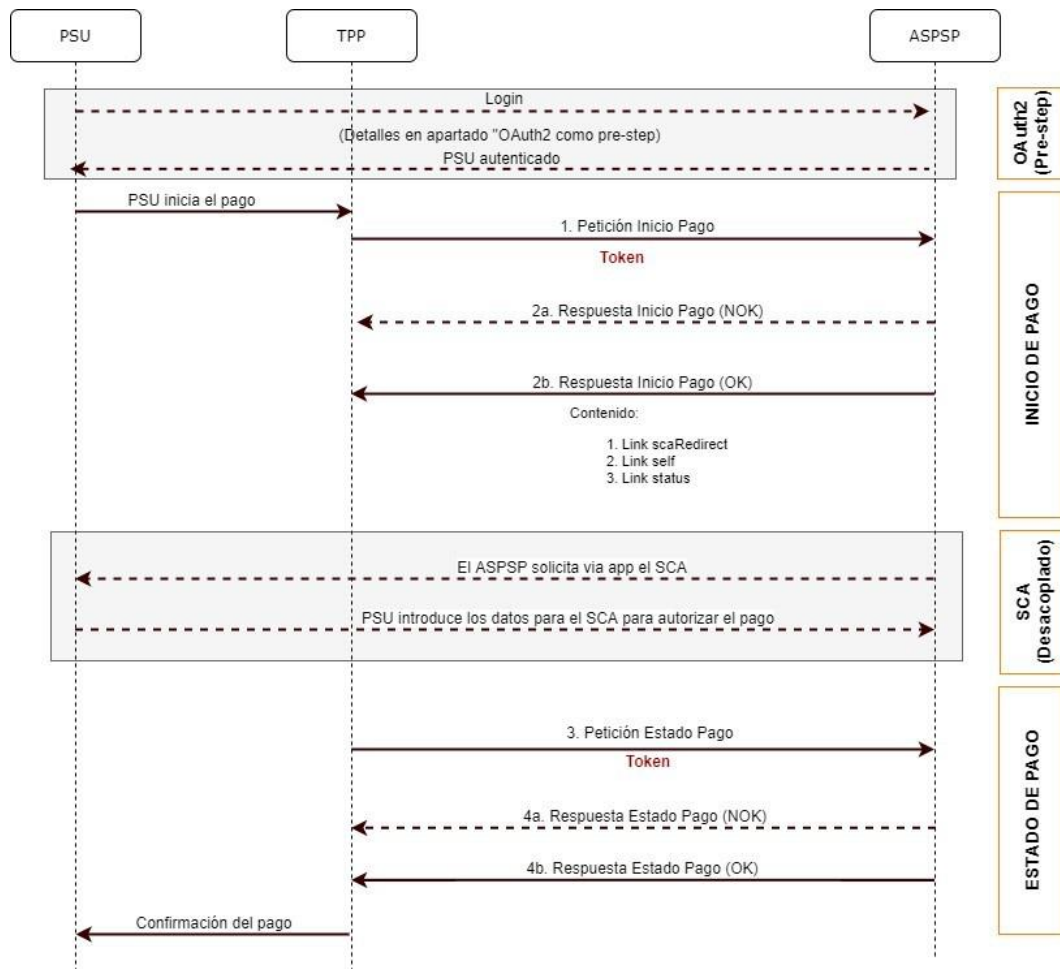 PSU
TPP
ASPSP
Login
(Detalles en apartado "OAuth2 como pre-step)
PSU autenticado
OAuth2
(Pre-step)
PSU inicia el pago
1. Petición Inicio Pago
Token
2a. Respuesta Inicio Pago (NOK)
2b. Respuesta Inicio Pago (OK)
Contenido:
1. Link scaRedirect
2. Link self
3. Link status
INICIO DE PAGO
El ASPSP solicita via app el SCA
PSU introduce los datos para el SCA para autorizar el pago
SCA
(Desacoplado)
3. Petición Estado Pago
Token
4a. Respuesta Estado Pago (NOK)
4b. Respuesta Estado Pago (OK)
Confirmación del pago
ESTADO DE PAGO